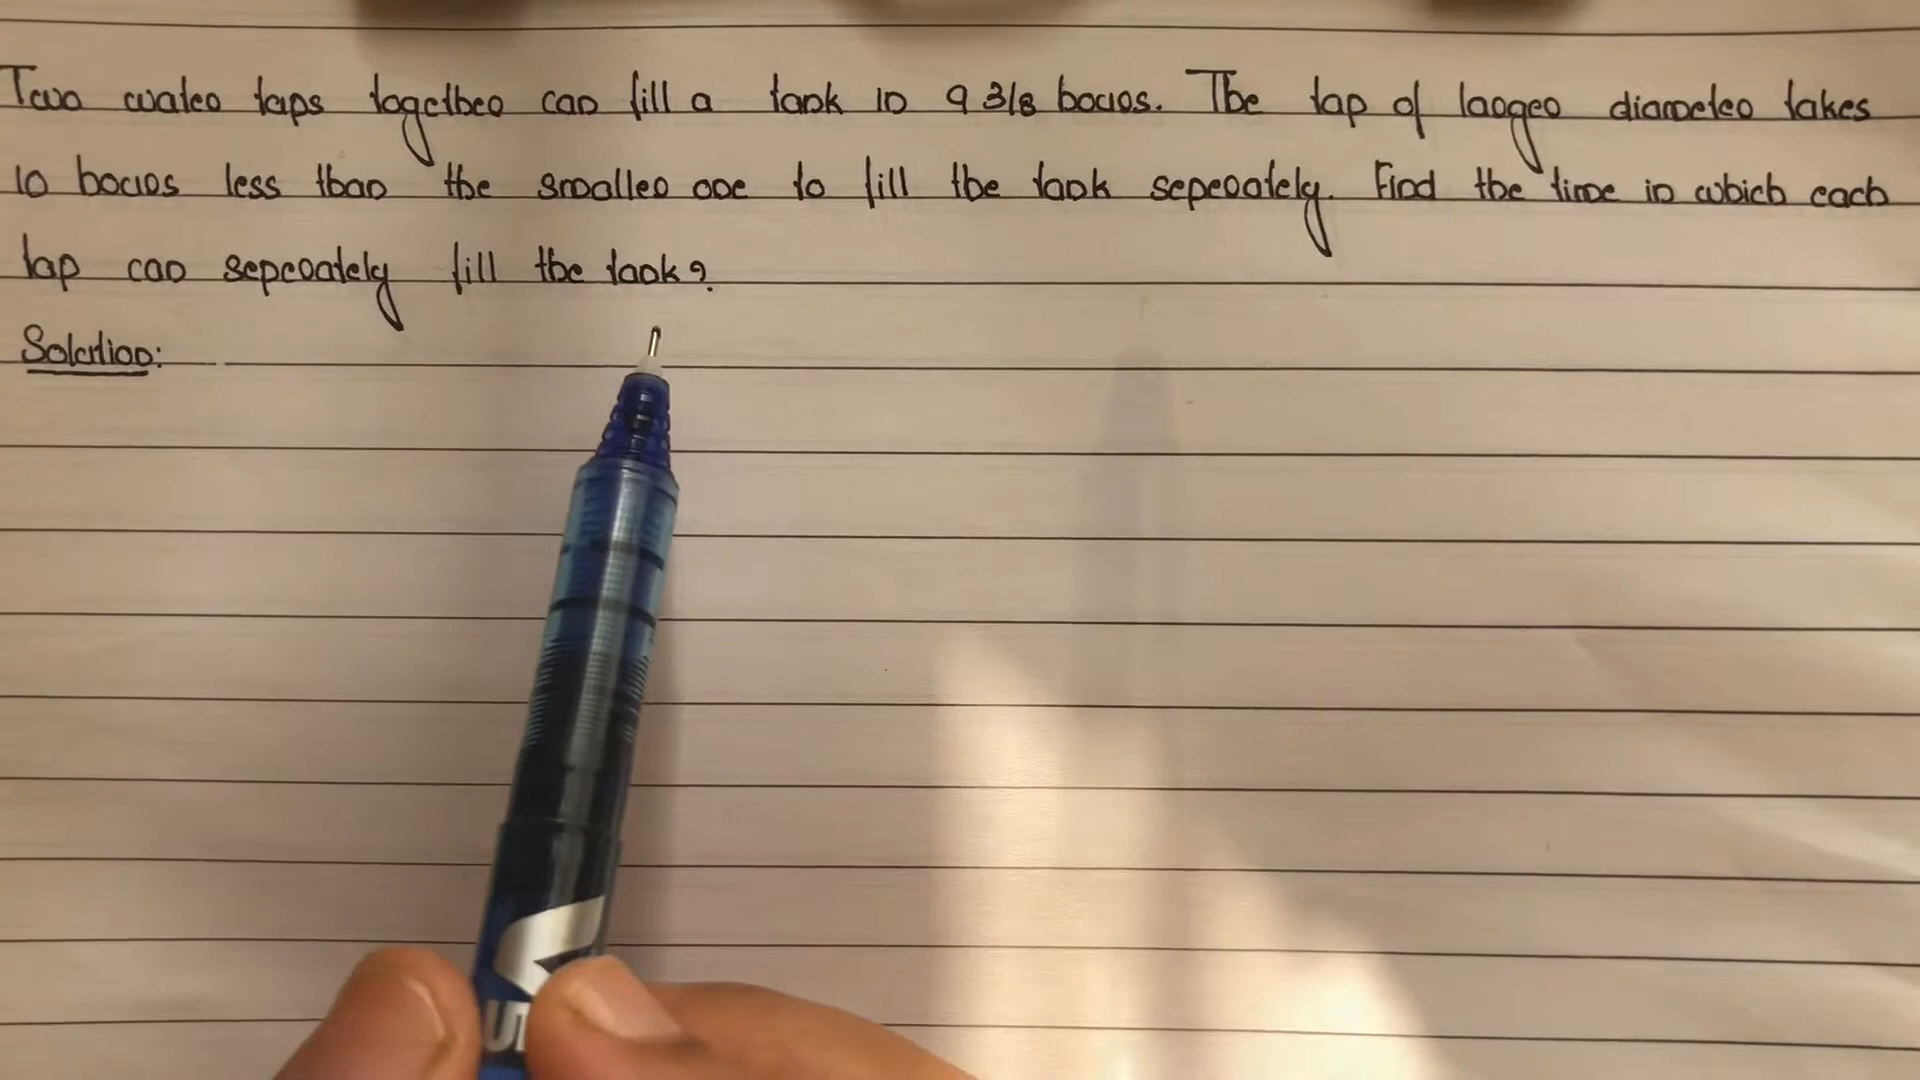 Two water taps together can fill a tank in 9 3/8 hours. The tap of larger diameter takes
10 hours less than the smaller one to fill the tank seperately. Find the time in which each
tap can seperately fill the tank?
Solution: